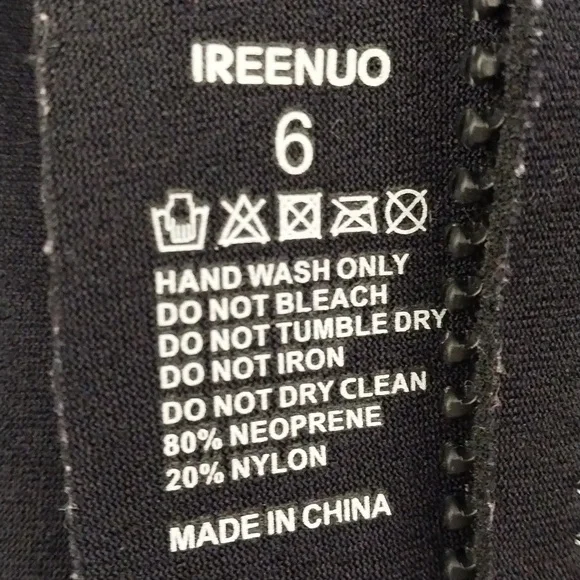 IREENUO
6
HAND WASH ONLY
DO NOT BLEACH
DO NOT TUMBLE DRY
DO NOT IRON
DO NOT DRY CLEAN
80% NEOPRENE
20% NYLON
MADE IN CHINA